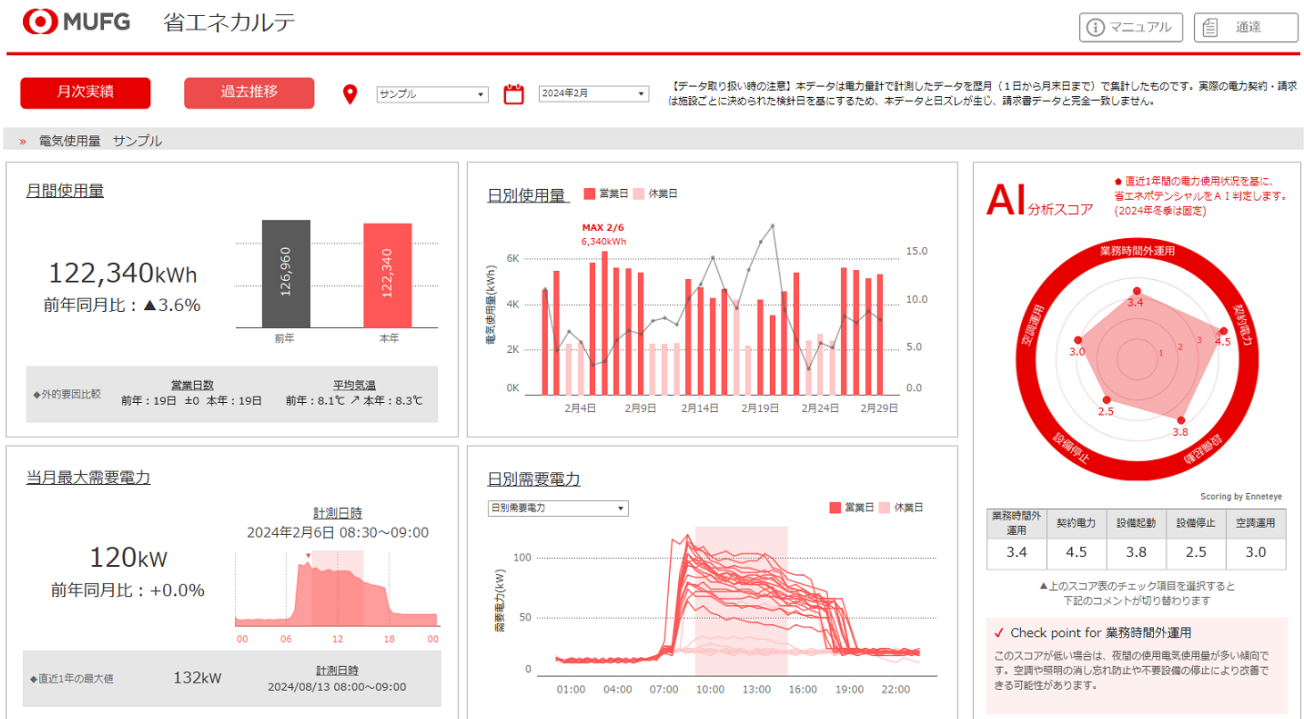 MUFG 省エネカルテ
マニュアル
通達
月次実績
過去推移
サンプル
2024年2月
【データ取り扱い時の注意】本データは電力量計で計測したデータを歴月（１日から月末日まで）で集計したものです。実際の電力契約・請求
は施設ごとに決められた検針日を基にするため、本データと日ズレが生じ、請求書データと完全一致しません。
» 電気使用量 サンプル
月間使用量
122,340kWh
前年同月比：▲3.6%
126,960
122,340
前年
本年
◆外的要因比較
営業日数
前年：19日 ±0 本年：19日
平均気温
前年：8.1℃ ↗ 本年：8.3℃
日別使用量
営業日
休業日
MAX 2/6
6,340kWh
電気使用量(kWh)
6K
4K
2K
0K
15.0
10.0
5.0
0.0
2月4日
2月9日
2月14日
2月19日
2月24日
2月29日
当月最大需要電力
計測日時
2024年2月6日 08:30～09:00
120kW
前年同月比：+0.0%
00
06
12
18
00
◆直近1年の最大値
132kW
計測日時
2024/08/13 08:00～09:00
日別需要電力
日別需要電力
営業日
休業日
需要電力(kW)
100
50
0
01:00
04:00
07:00
10:00
13:00
16:00
19:00
22:00
AI分析スコア
直近1年間の電力使用状況を基に、
省エネポテンシャルをＡＩ判定します。
(2024年冬季は固定)
業務時間外運用
契約電力
設備起動
設備停止
空調運用
3.4
4.5
3.8
2.5
3.0
1
2
3
Scoring by Enneteye
業務時間外
運用
契約電力
設備起動
設備停止
空調運用
3.4
4.5
3.8
2.5
3.0
▲上のスコア表のチェック項目を選択すると
下記のコメントが切り替わります
✓ Check point for 業務時間外運用
このスコアが低い場合は、夜間の使用電気使用量が多い傾向で
す。空調や照明の消し忘れ防止や不要設備の停止により改善で
きる可能性があります。